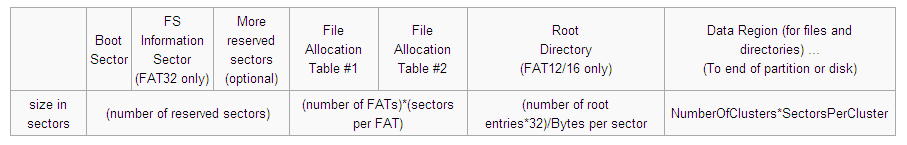 Boot
Sector
FS
Information
Sector
(FAT32 only)
More
reserved
sectors
(optional)
File
Allocation
Table #1
File
Allocation
Table #2
Root
Directory
(FAT12/16 only)
Data Region (for files and
directories) ...
(To end of partition or disk)
size in
sectors
(number of reserved sectors)
(number of FATs)*(sectors
per FAT)
(number of root
entries*32)/Bytes per sector
NumberOfClusters*SectorsPerCluster